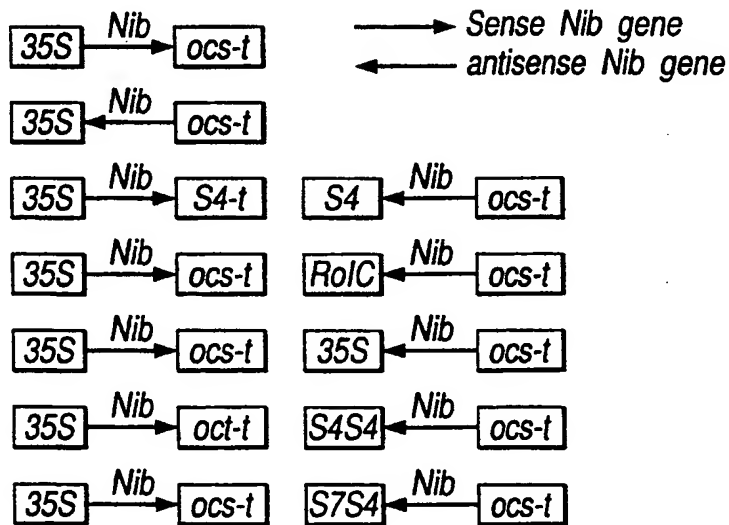 35S Nib ocs-t Sense Nib gene
antisense Nib gene
35S Nib ocs-t
35S Nib S4-t S4 Nib ocs-t
35S Nib ocs-t RolC Nib ocs-t
35S Nib ocs-t 35S Nib ocs-t
35S Nib oct-t S4S4 Nib ocs-t
35S Nib ocs-t S7S4 Nib ocs-t